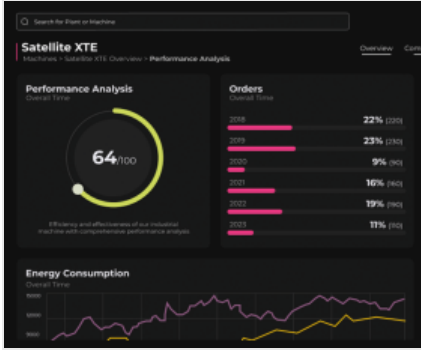 Search for Plant or Machine
Satellite XTE
Machines > Satellite XTE Overview > Performance Analysis
Overview
Performance Analysis
Overall Time
64/100
Efficiency and effectiveness of our industrial
machine with comprehensive performance analysis
Orders
Overall Time
2018 22% (220)
2019 23% (230)
2020 9% (90)
2021 16% (160)
2022 19% (190)
2023 11% (110)
Energy Consumption
Overall Time